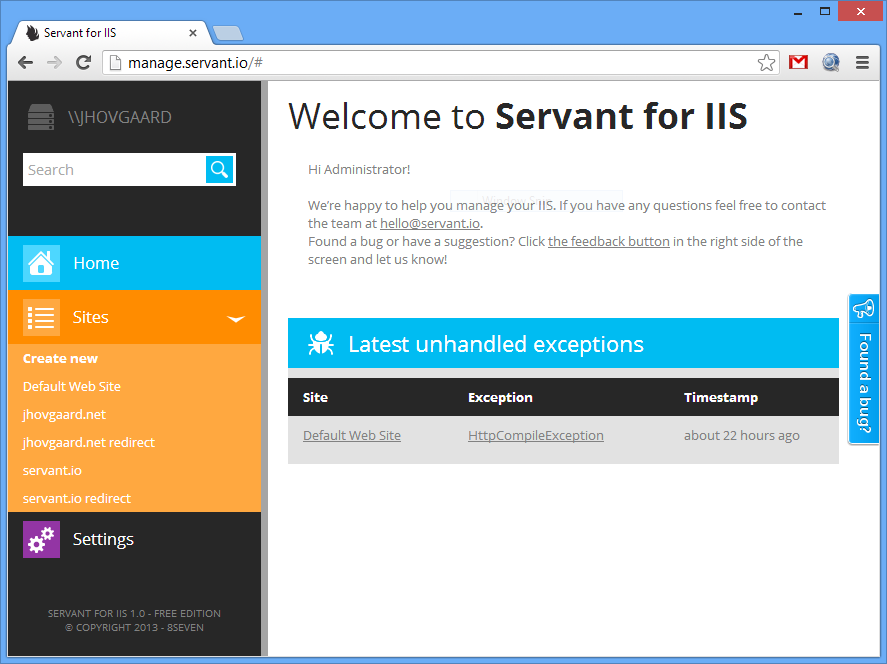 Servant for IIS
manage.servant.io/#
\\JHOVGAARD
Search
Home
Sites
Create new
Default Web Site
jhovgaard.net
jhovgaard.net redirect
servant.io
servant.io redirect
Settings
SERVANT FOR IIS 1.0 - FREE EDITION
© COPYRIGHT 2013 - 8SEVEN
Welcome to Servant for IIS
Hi Administrator!
We're happy to help you manage your IIS. If you have any questions feel free to contact
the team at hello@servant.io.
Found a bug or have a suggestion? Click the feedback button in the right side of the
screen and let us know!
Latest unhandled exceptions
Site Exception Timestamp
Default Web Site HttpCompileException about 22 hours ago
Found a bug?